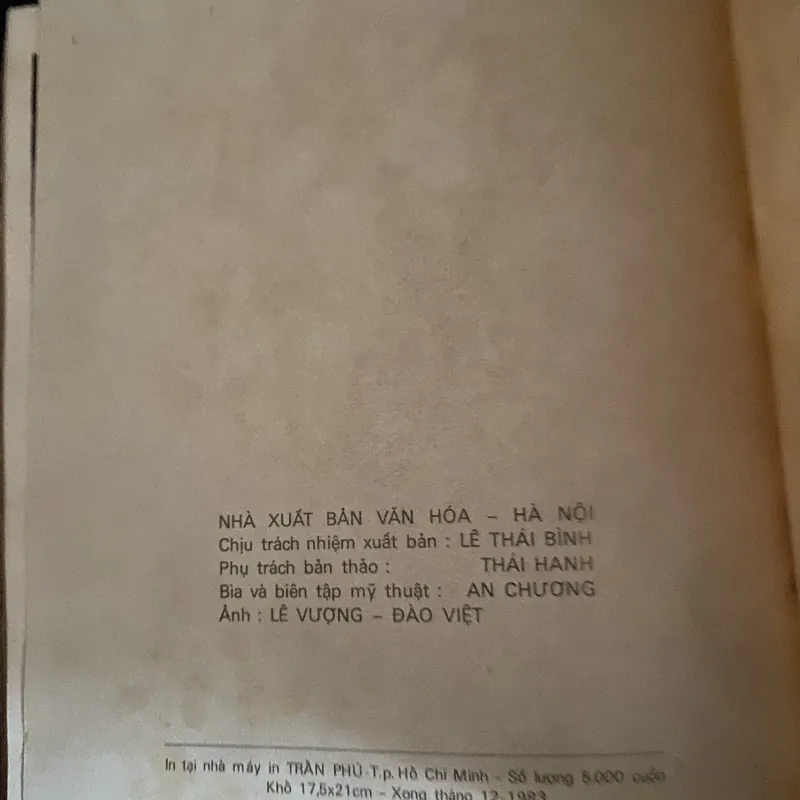 NHÀ XUẤT BẢN VĂN HÓA – HÀ NỘI
Chịu trách nhiệm xuất bản : LÊ THÁI BÌNH
Phụ trách bản thảo : THÁI HANH
Bìa và biên tập mỹ thuật : AN CHƯƠNG
Ảnh : LÊ VƯỢNG – ĐÀO VIỆT
In tại nhà máy in TRẦN PHÚ-T.p. Hồ Chí Minh – Số lượng 5.000 cuốn
Khổ 17,5x21cm – Xong tháng 12-1983